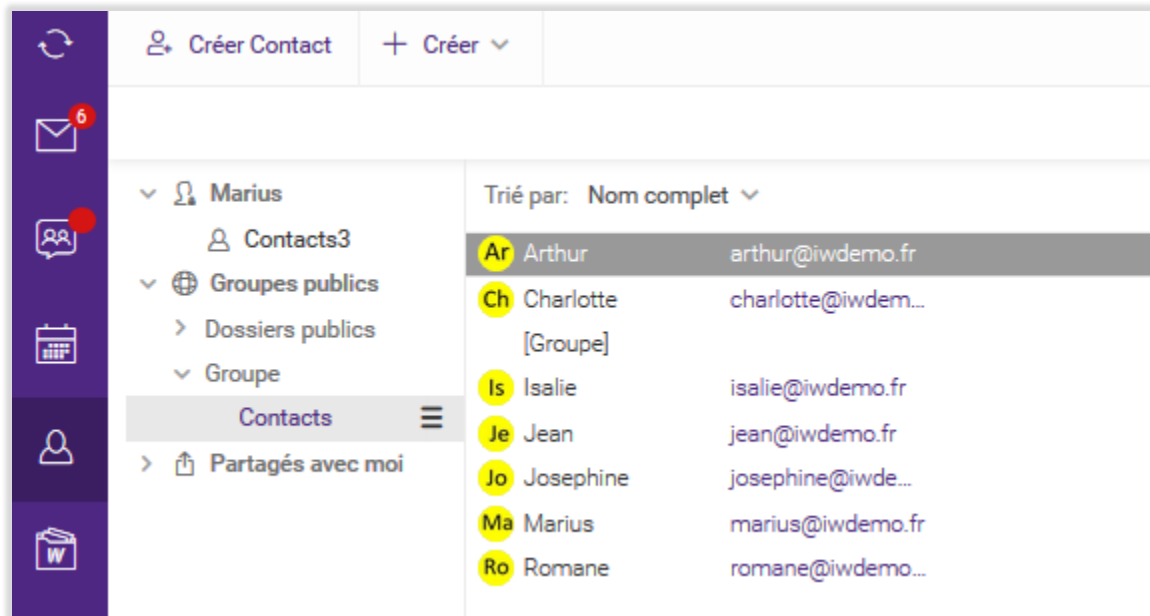 Créer Contact
Créer
6
Marius
Contacts3
Groupes publics
Dossiers publics
Groupe
Contacts
Partagés avec moi
Trié par: Nom complet
Ar Arthur arthur@iwdemo.fr
Ch Charlotte charlotte@iwdem...
[Groupe]
Is Isalie isalie@iwdemo.fr
Je Jean jean@iwdemo.fr
Jo Josephine josephine@iwde...
Ma Marius marius@iwdemo.fr
Ro Romane romane@iwdemo...
W